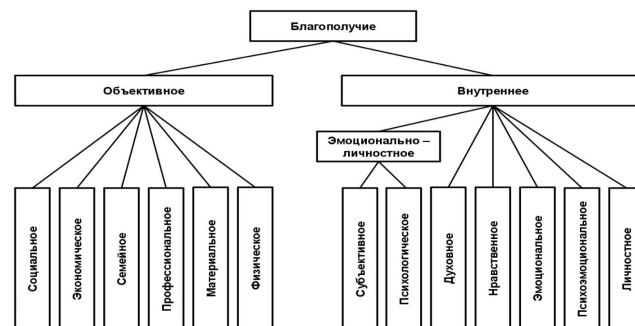 Благополучие
Объективное
Внутреннее
Эмоционально –
личностное
Социальное
Экономическое
Семейное
Профессиональное
Материальное
Физическое
Субъективное
Психологическое
Духовное
Нравственное
Эмоциональное
Психоэмоциональное
Личностное